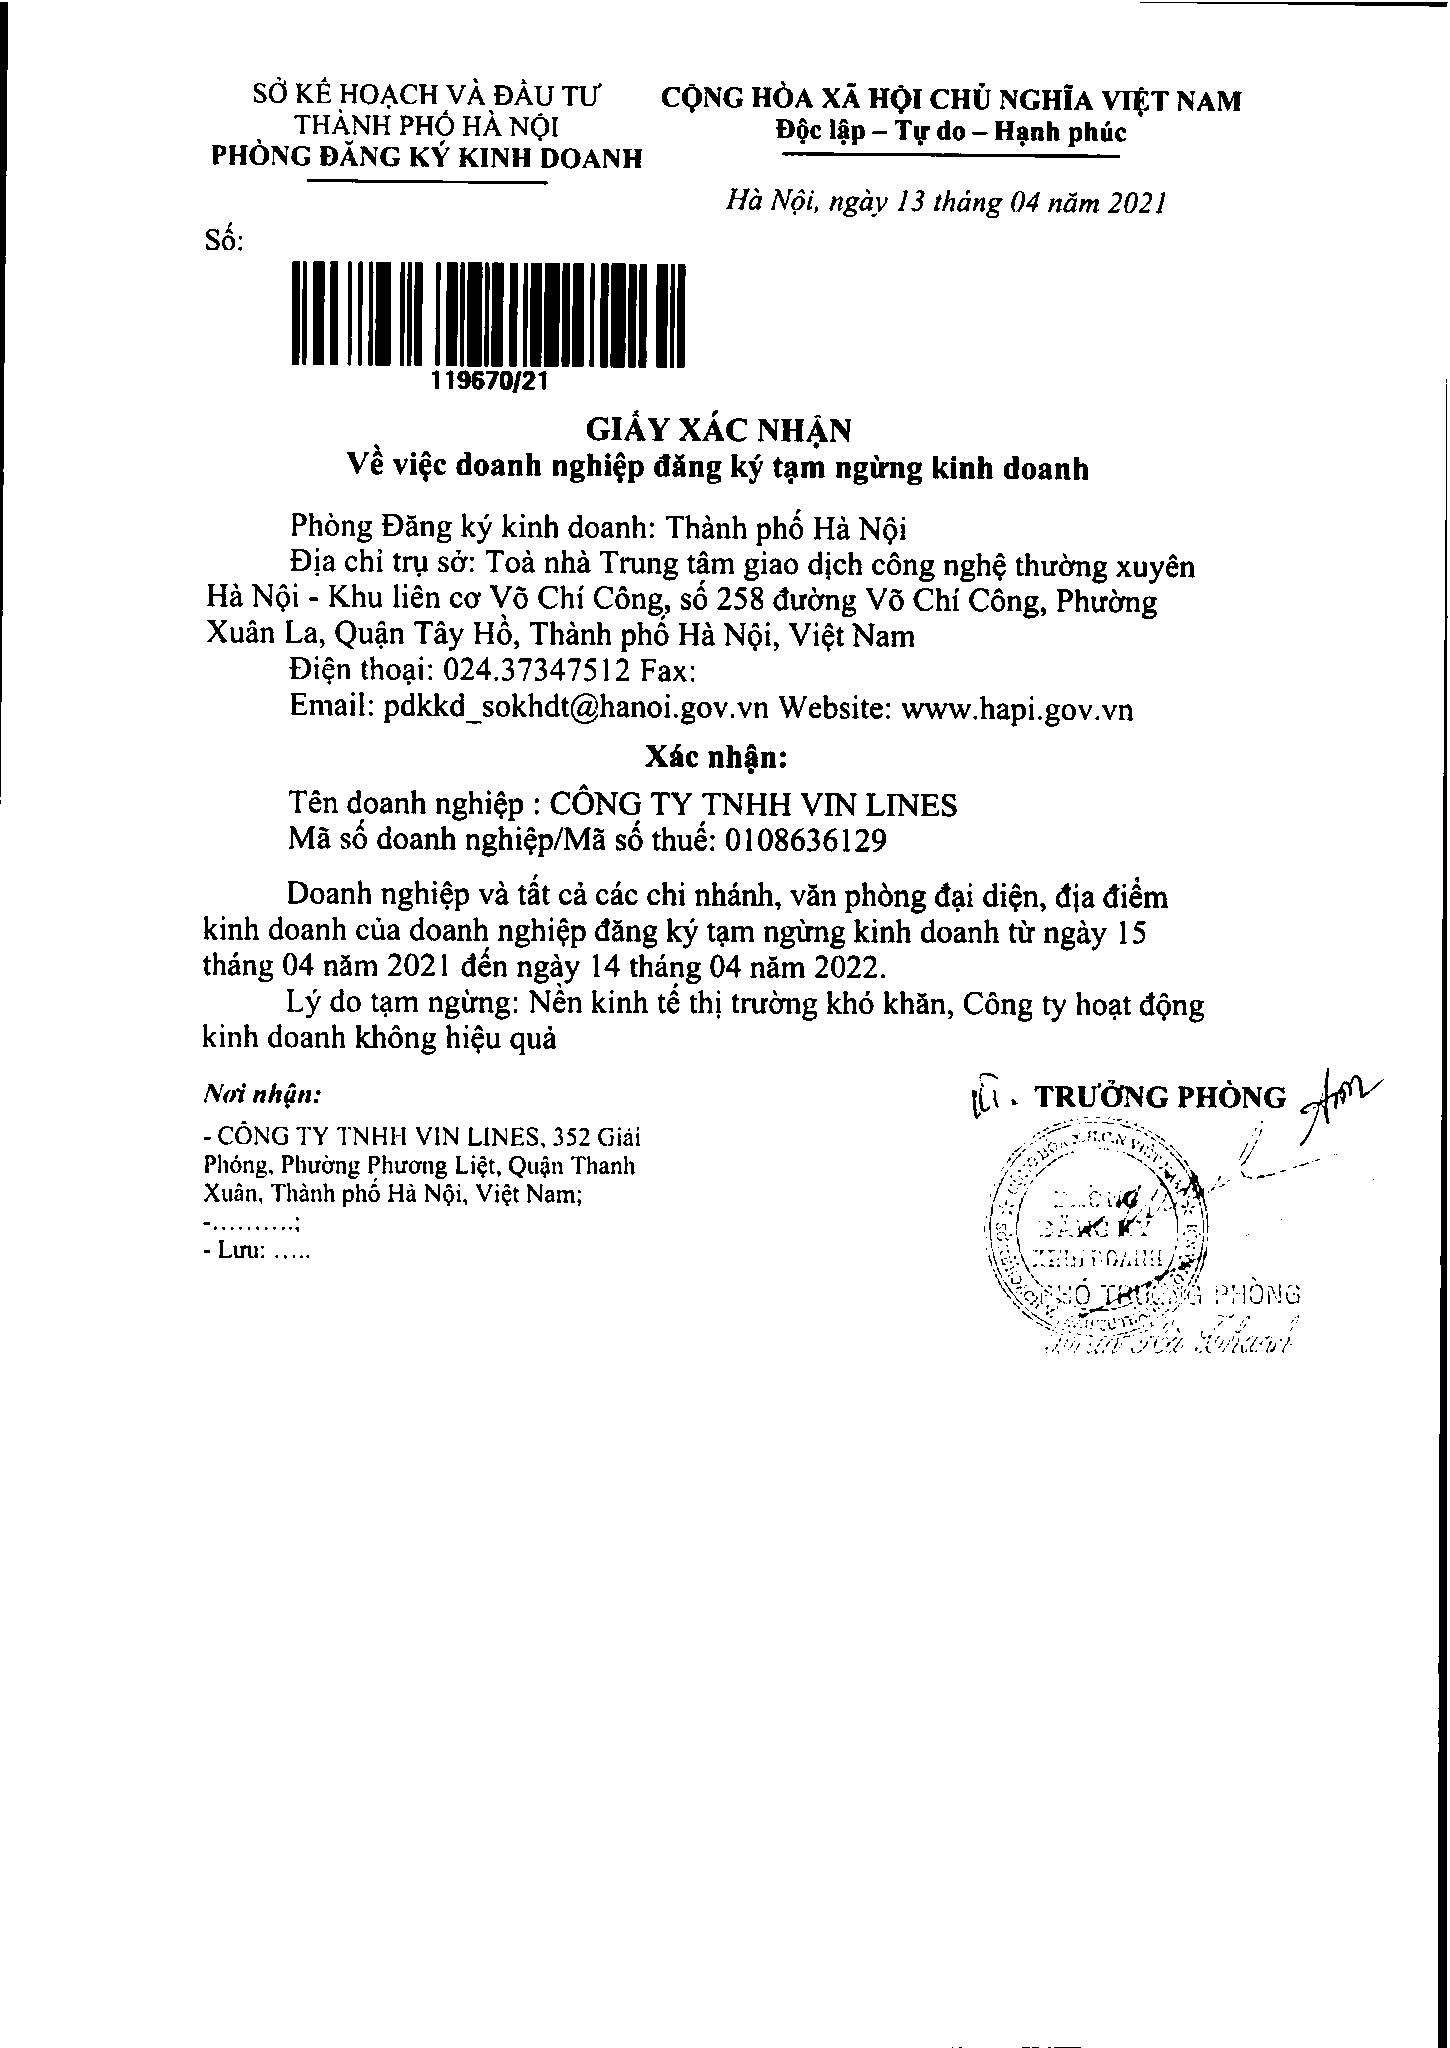 SỞ KẾ HOẠCH VÀ ĐẦU TƯ
THÀNH PHỐ HÀ NỘI
PHÒNG ĐĂNG KÝ KINH DOANH
CỘNG HÒA XÃ HỘI CHỦ NGHĨA VIỆT NAM
Độc lập – Tự do – Hạnh phúc
Hà Nội, ngày 13 tháng 04 năm 2021
Số:
119670/21
GIẤY XÁC NHẬN
Về việc doanh nghiệp đăng ký tạm ngừng kinh doanh
Phòng Đăng ký kinh doanh: Thành phố Hà Nội
Địa chỉ trụ sở: Toà nhà Trung tâm giao dịch công nghệ thường xuyên
Hà Nội - Khu liên cơ Võ Chí Công, số 258 đường Võ Chí Công, Phường
Xuân La, Quận Tây Hồ, Thành phố Hà Nội, Việt Nam
Điện thoại: 024.37347512 Fax:
Email: pdkkd_sokhdt@hanoi.gov.vn Website: www.hapi.gov.vn
Xác nhận:
Tên doanh nghiệp : CÔNG TY TNHH VIN LINES
Mã số doanh nghiệp/Mã số thuế: 0108636129
Doanh nghiệp và tất cả các chi nhánh, văn phòng đại diện, địa điểm
kinh doanh của doanh nghiệp đăng ký tạm ngừng kinh doanh từ ngày 15
tháng 04 năm 2021 đến ngày 14 tháng 04 năm 2022.
Lý do tạm ngừng: Nền kinh tế thị trường khó khăn, Công ty hoạt động
kinh doanh không hiệu quả
Nơi nhận:
- CÔNG TY TNHH VIN LINES, 352 Giải
Phóng, Phường Phương Liệt, Quận Thanh
Xuân, Thành phố Hà Nội, Việt Nam;
-..........;
- Lưu: .....
TRƯỞNG PHÒNG
ĐĂNG KÝ
KINH DOANH
PHÓ TRƯỞNG PHÒNG